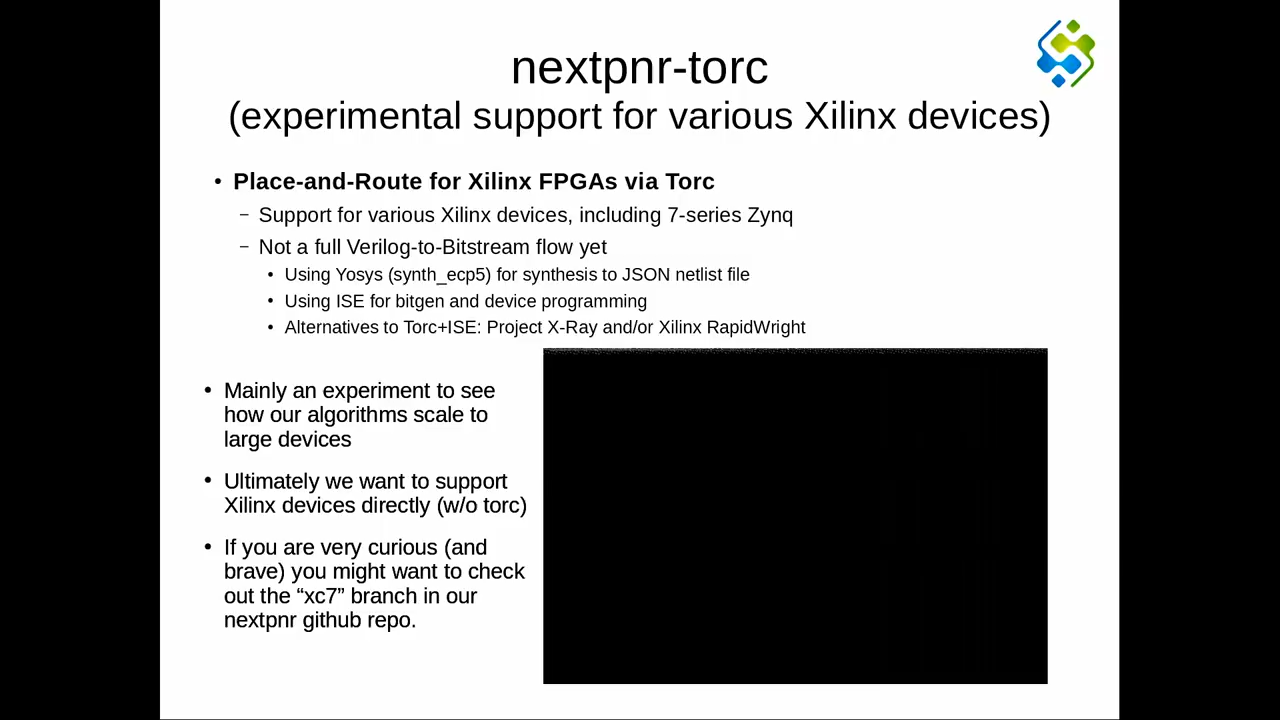 nextpnr-torc
(experimental support for various Xilinx devices)
• Place-and-Route for Xilinx FPGAs via Torc
– Support for various Xilinx devices, including 7-series Zynq
– Not a full Verilog-to-Bitstream flow yet
• Using Yosys (synth_ecp5) for synthesis to JSON netlist file
• Using ISE for bitgen and device programming
• Alternatives to Torc+ISE: Project X-Ray and/or Xilinx RapidWright
• Mainly an experiment to see
how our algorithms scale to
large devices
• Ultimately we want to support
Xilinx devices directly (w/o torc)
• If you are very curious (and
brave) you might want to check
out the “xc7” branch in our
nextpnr github repo.